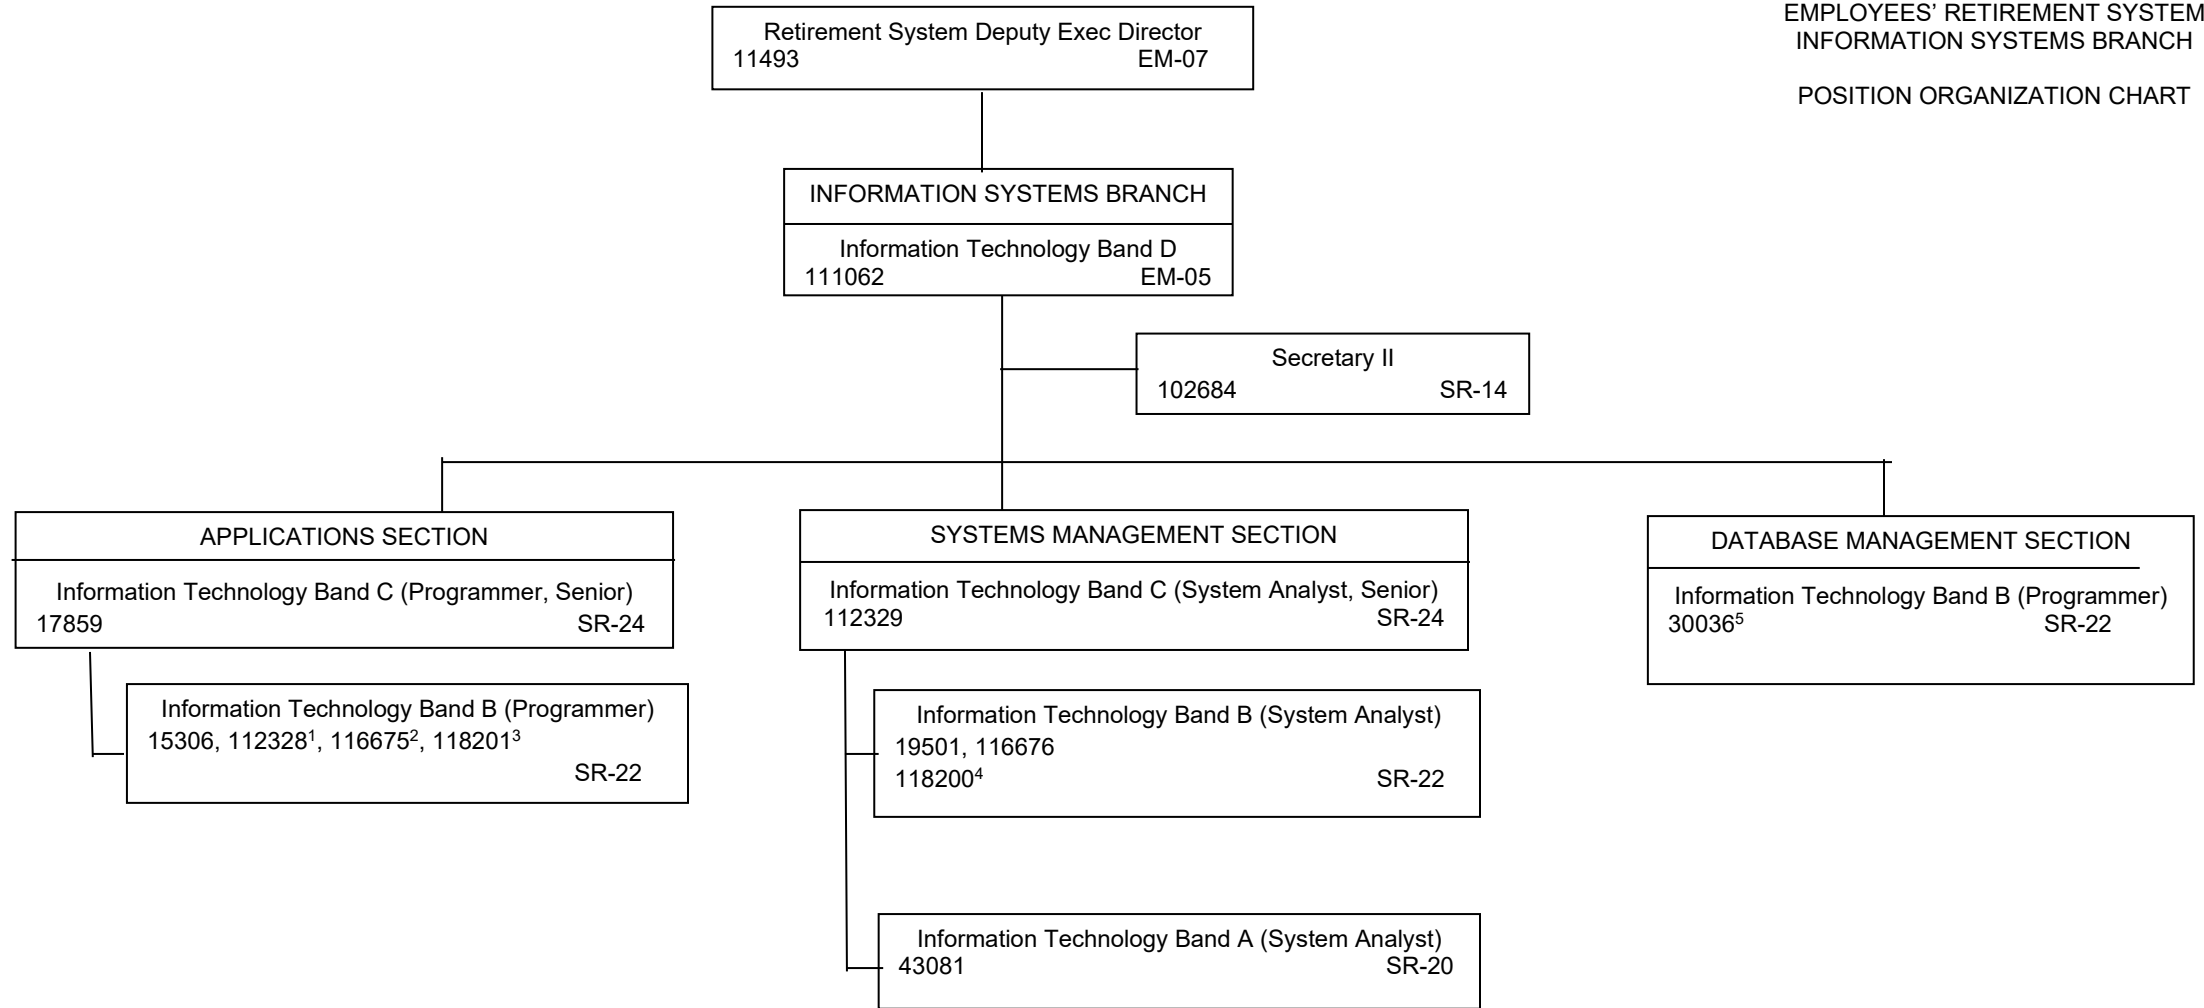 EMPLOYEES’ RETIREMENT SYSTEM
INFORMATION SYSTEMS BRANCH
POSITION ORGANIZATION CHART
Retirement System Deputy Exec Director
11493 EM-07
INFORMATION SYSTEMS BRANCH
Information Technology Band D
111062 EM-05
Secretary II
102684 SR-14
APPLICATIONS SECTION
Information Technology Band C (Programmer, Senior)
17859 SR-24
Information Technology Band B (Programmer)
15306, 112328¹, 116675², 118201³
SR-22
SYSTEMS MANAGEMENT SECTION
Information Technology Band C (System Analyst, Senior)
112329 SR-24
Information Technology Band B (System Analyst)
19501, 116676
118200⁴ SR-22
Information Technology Band A (System Analyst)
43081 SR-20
DATABASE MANAGEMENT SECTION
Information Technology Band B (Programmer)
30036⁵ SR-22